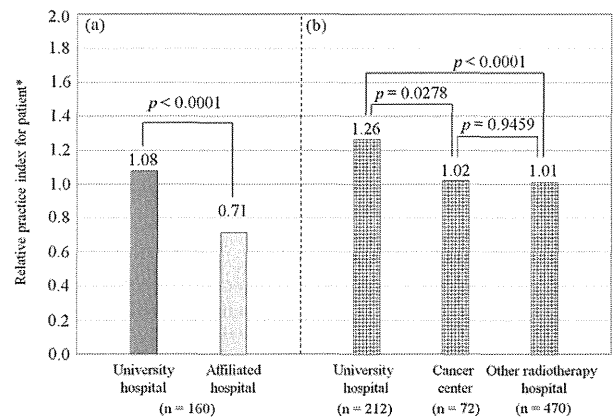 (a)
(b)
Relative practice index for patient*
2.0
1.8
1.6
1.4
1.2
1.0
0.8
0.6
0.4
0.2
0.0
p < 0.0001
1.08
0.71
p < 0.0001
p = 0.0278
p = 0.9459
1.26
1.02
1.01
University
hospital
Affiliated
hospital
(n = 160)
University
hospital
(n = 212)
Cancer
center
(n = 72)
Other radiotherapy
hospital
(n = 470)